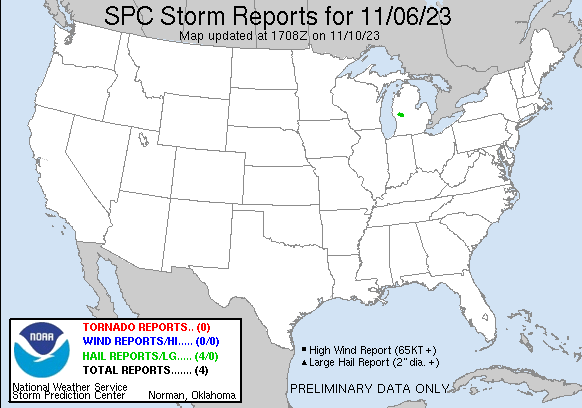 SPC Storm Reports for 11/06/23
Map updated at 1708Z on 11/10/23
NOAA
TORNADO REPORTS.. (0)
WIND REPORTS/HI..... (0/0)
HAIL REPORTS/LG..... (4/0)
TOTAL REPORTS....... (4)
National Weather Service
Storm Prediction Center Norman, Oklahoma
High Wind Report (65KT +)
Large Hail Report (2" dia. +)
PRELIMINARY DATA ONLY